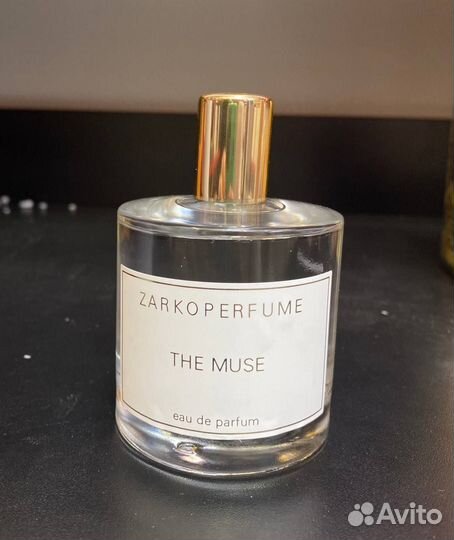 ZARKOPERFUME
THE MUSE
eau de parfum
Avito